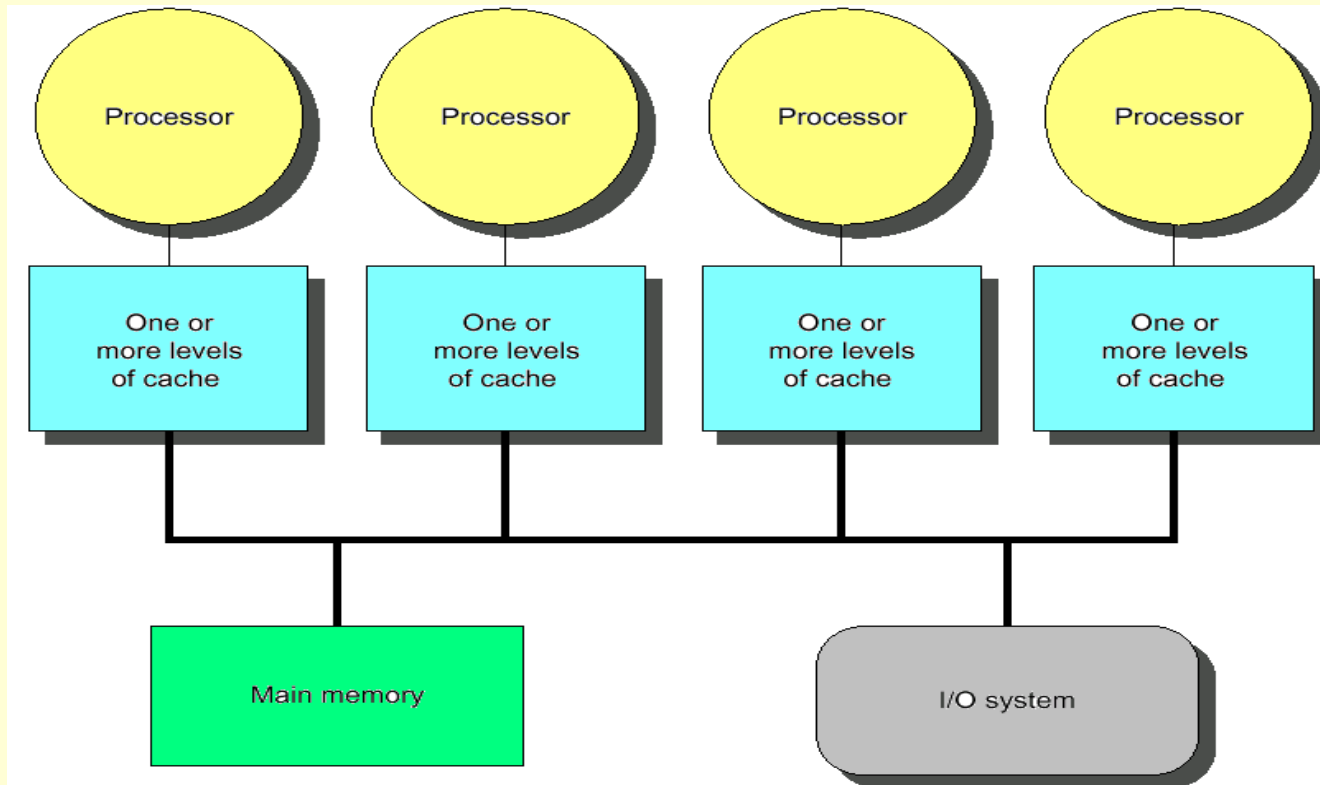 Processor
Processor
Processor
Processor
One or
more levels
of cache
One or
more levels
of cache
One or
more levels
of cache
One or
more levels
of cache
Main memory
I/O system